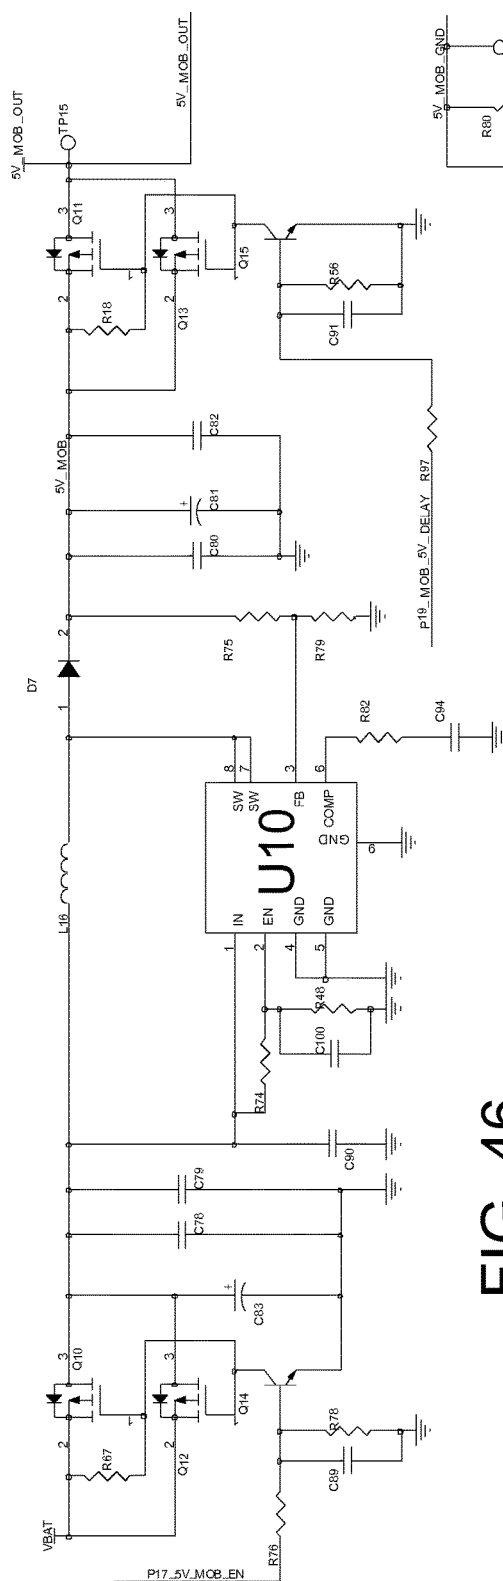 VBAT
2
R67
3
Q10
2
Q12
3
Q14
P17_5V_MOB_EN
R76
C89
R78
+
C83
C78
C79
C90
R74
C100
R48
L16
U10
IN
EN
GND
GND
SW
SW
FB
COMP
GND
1
2
4
5
8
7
3
6
6
R82
C94
1
D7
2
R75
R79
5V_MOB
C80
+
C81
C82
2
R18
3
Q11
2
Q13
3
Q15
C91
R56
P19_MOB_5V_DELAY
R97
TP15
5V_MOB_OUT
5V_MOB_OUT
5V_MOB_GND
R80
FIG. 46